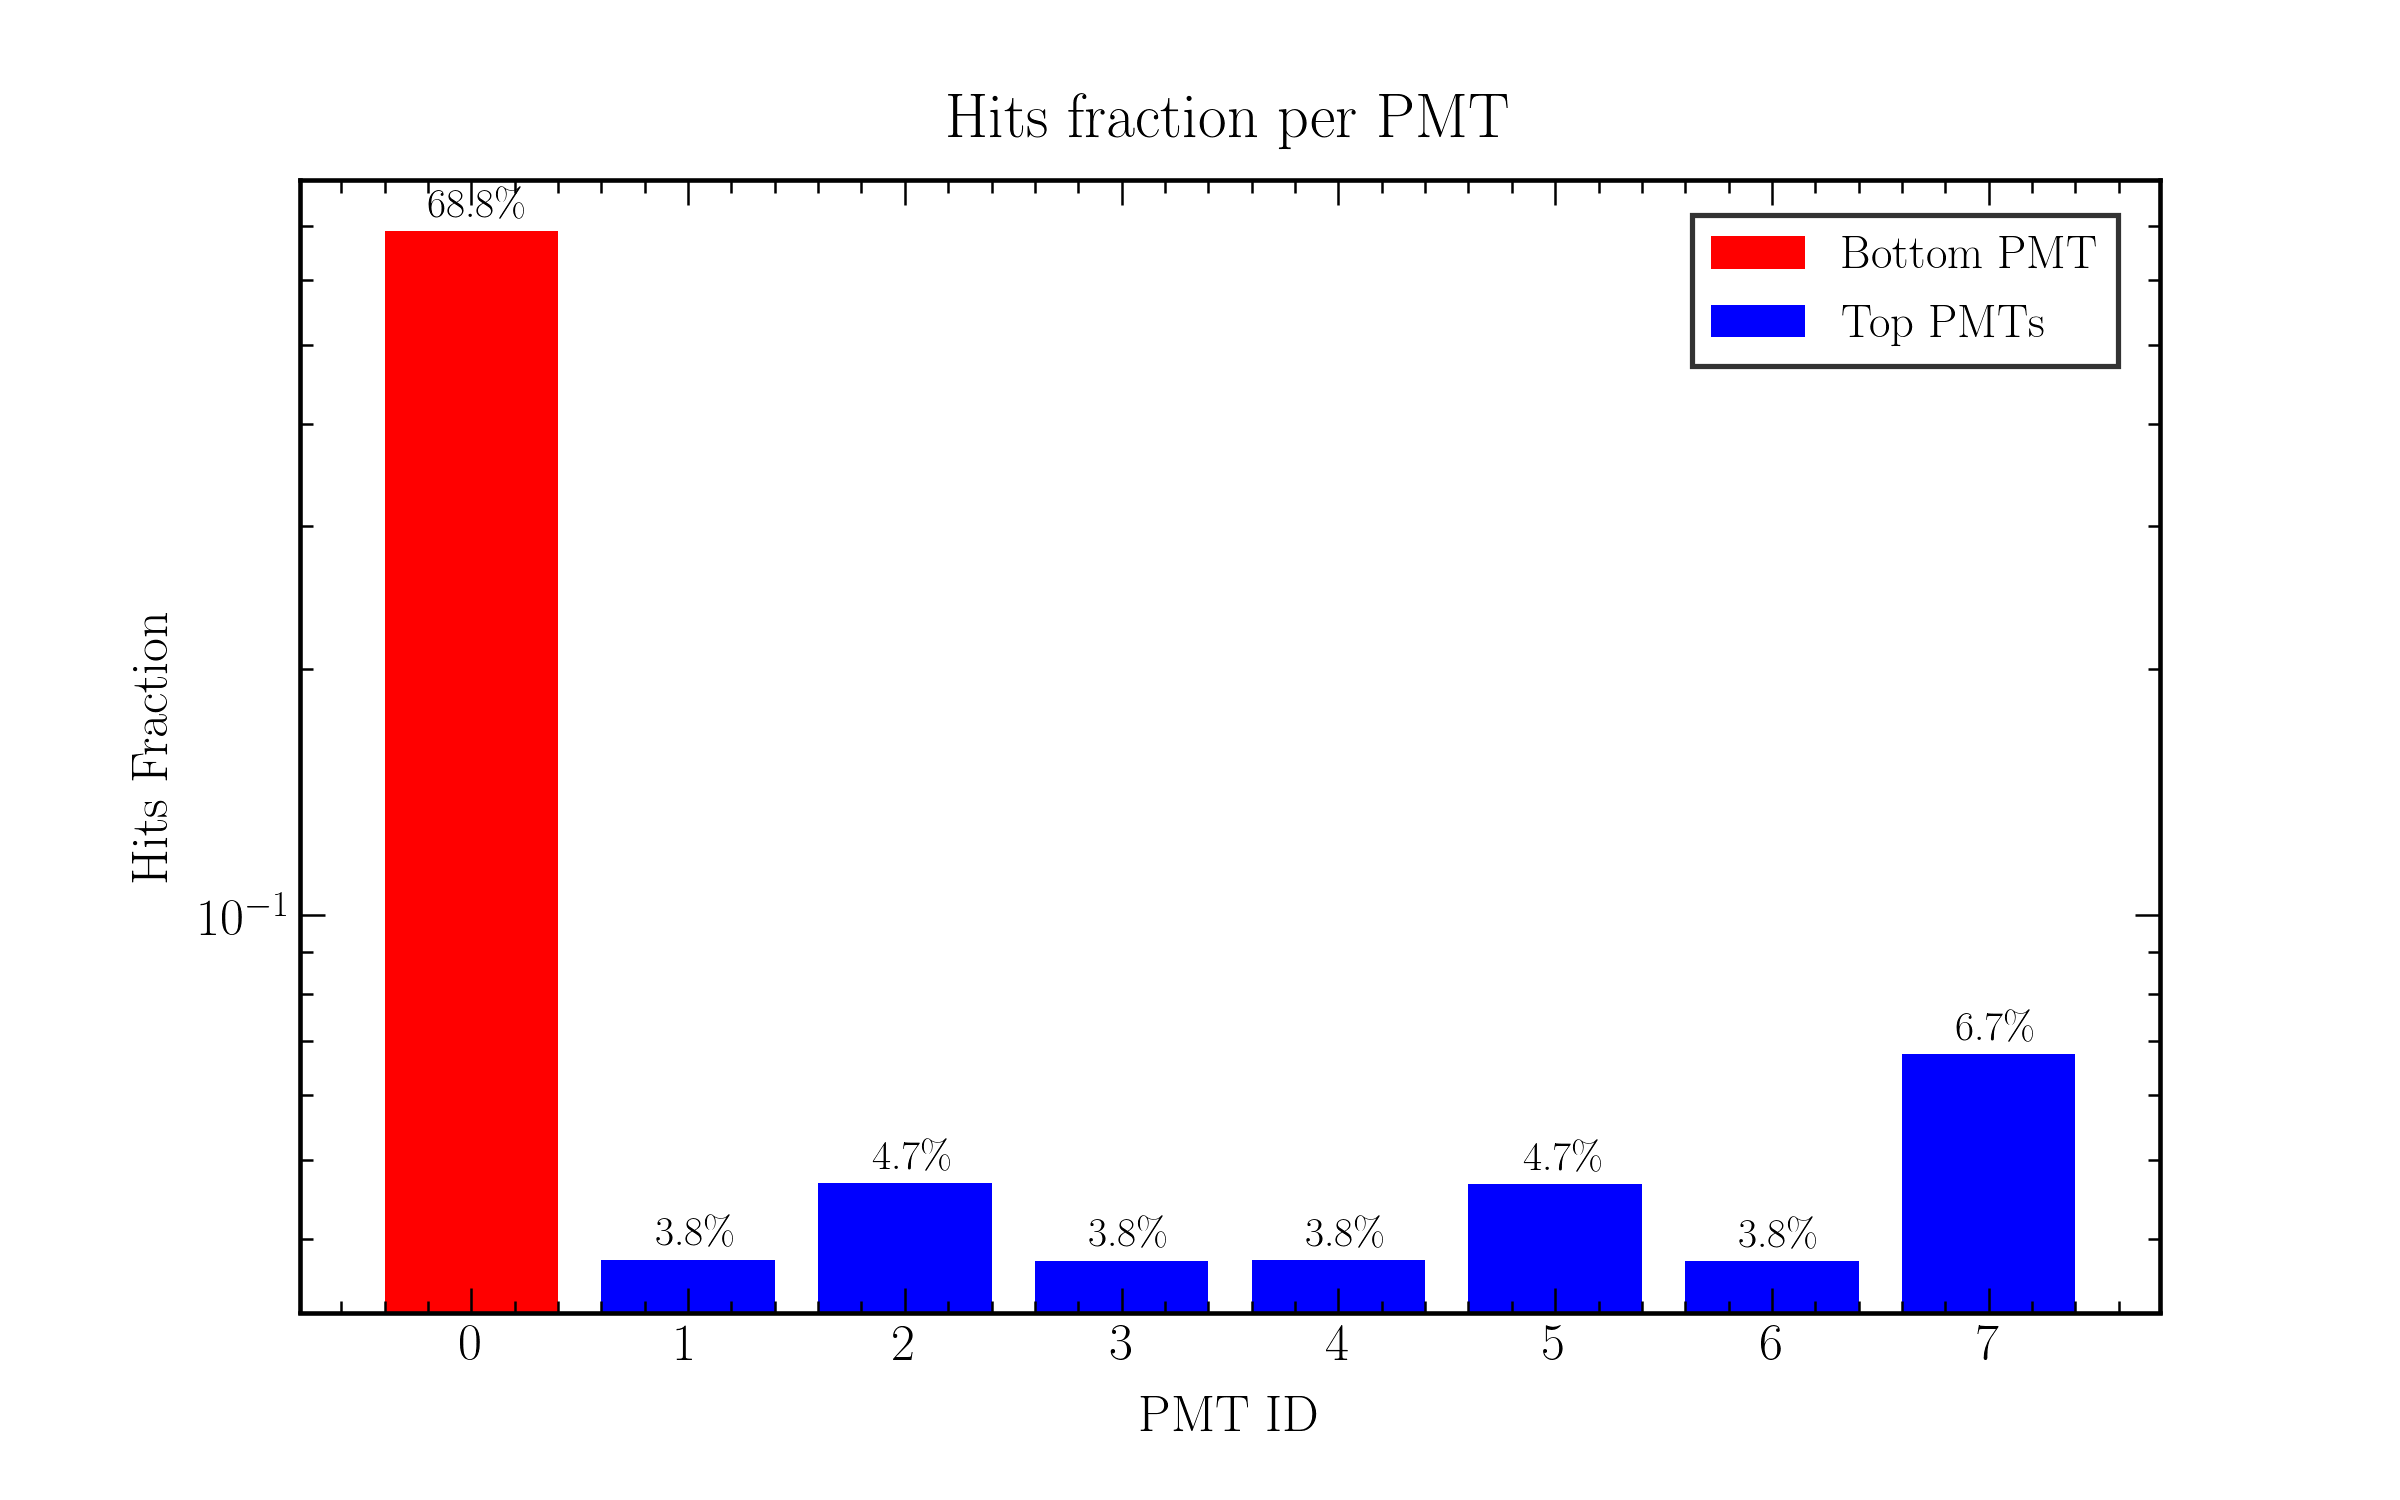 Hits fraction per PMT
68.8%
Bottom PMT
Top PMTs
Hits Fraction
10⁻¹
3.8%
4.7%
3.8%
3.8%
4.7%
3.8%
6.7%
0 1 2 3 4 5 6 7
PMT ID